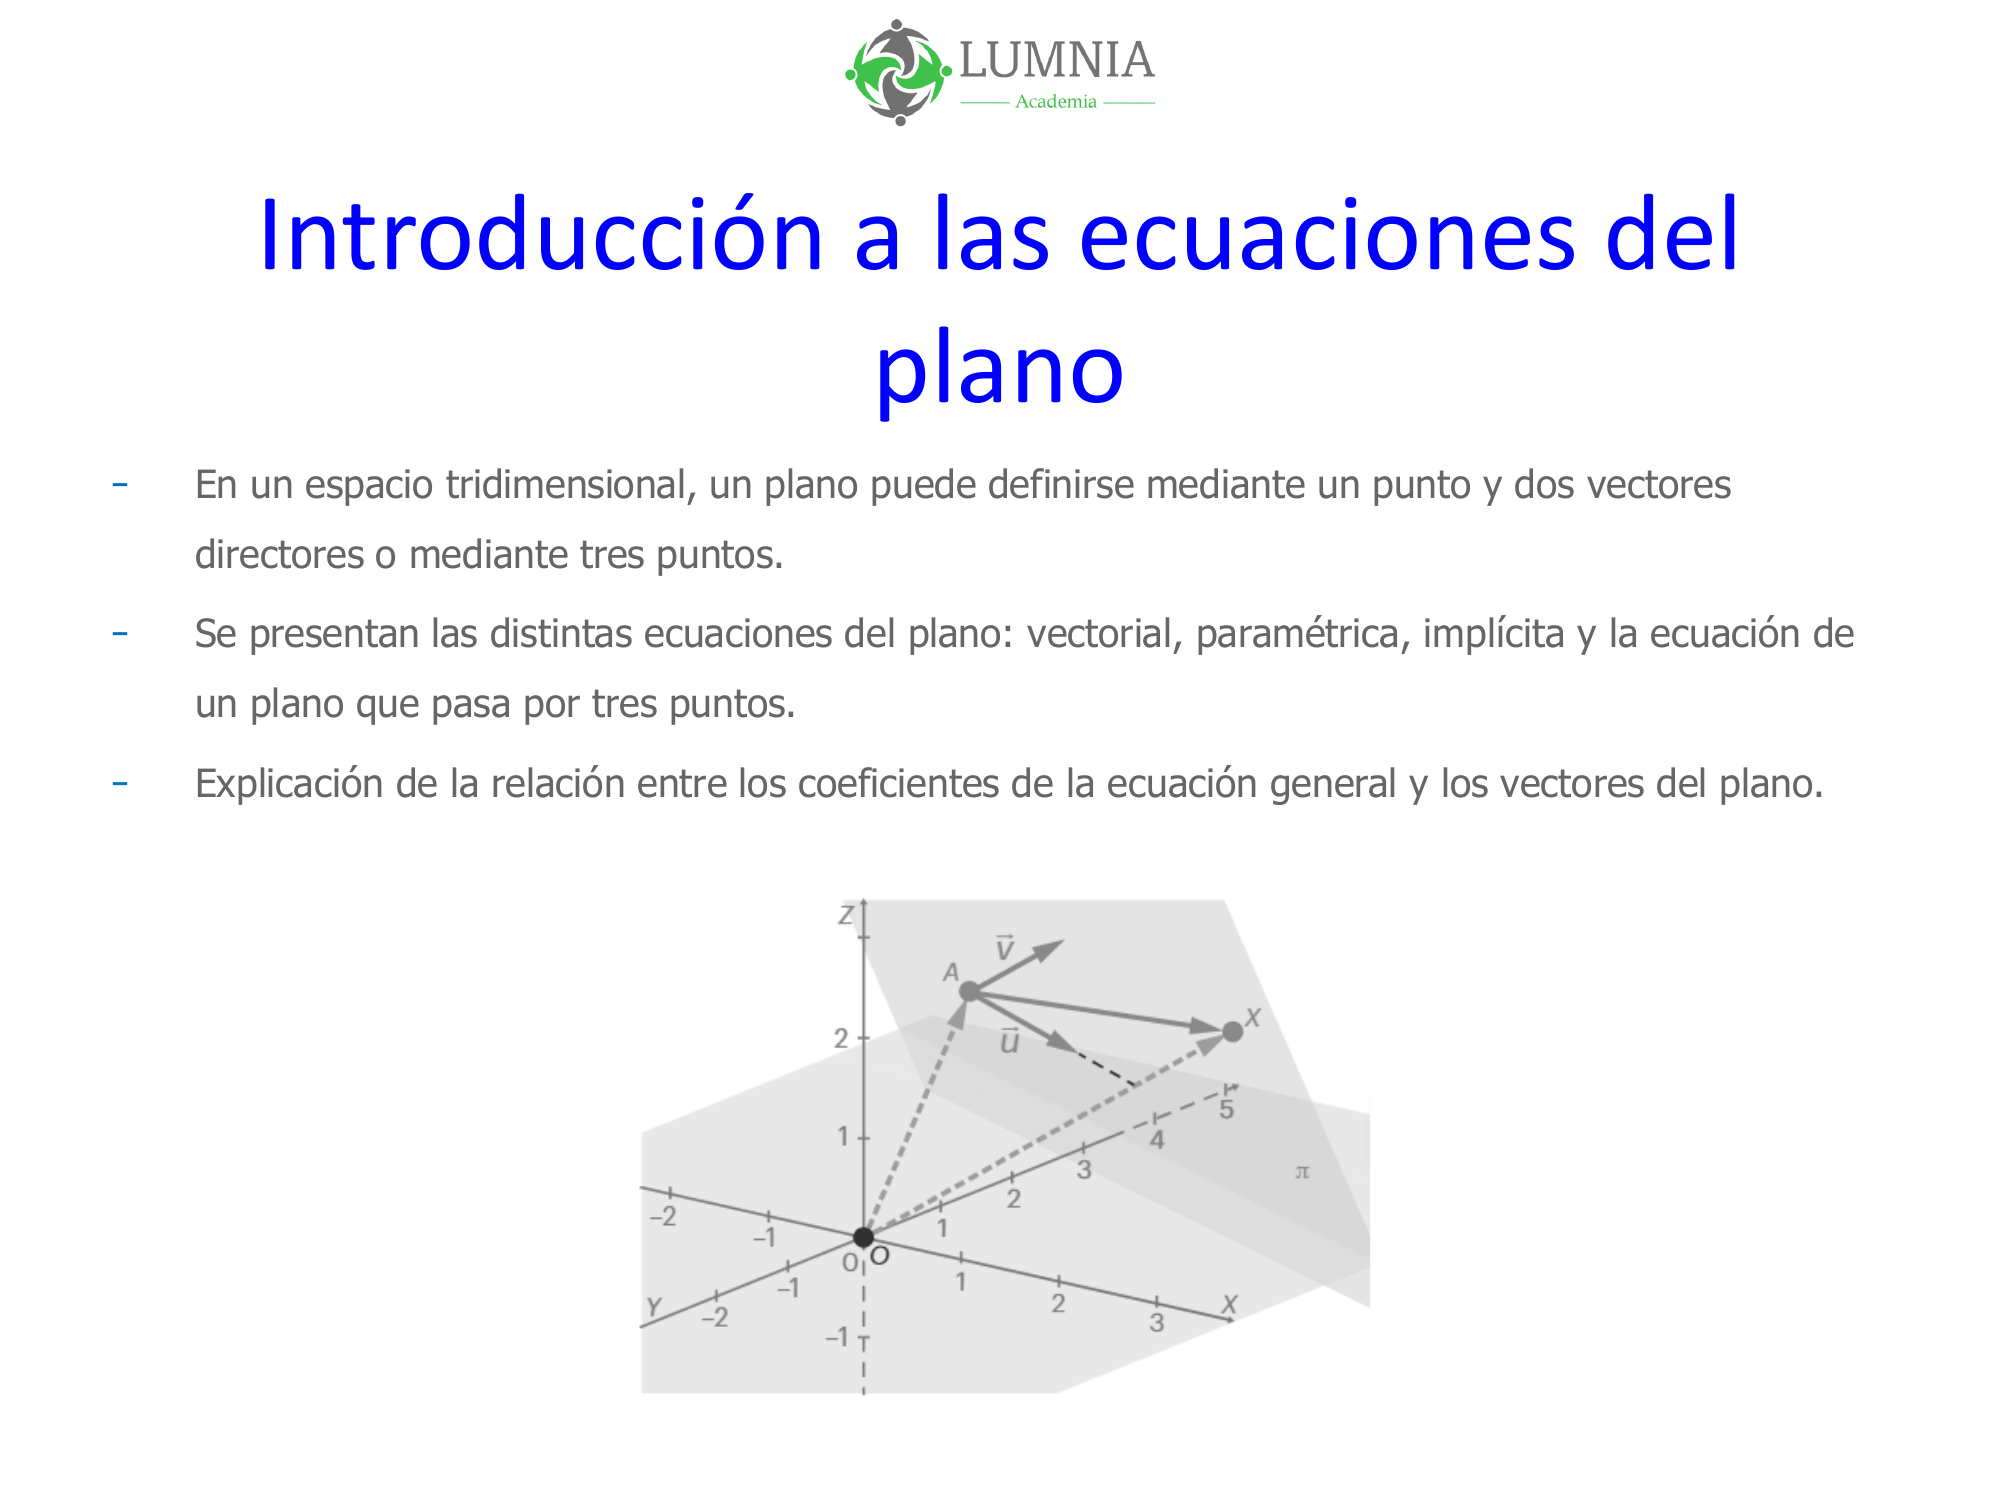 LUMNIA
Academia
Introducción a las ecuaciones del
plano
- En un espacio tridimensional, un plano puede definirse mediante un punto y dos vectores
directores o mediante tres puntos.
- Se presentan las distintas ecuaciones del plano: vectorial, paramétrica, implícita y la ecuación de
un plano que pasa por tres puntos.
- Explicación de la relación entre los coeficientes de la ecuación general y los vectores del plano.
Z
v⃗
A
X
u⃗
2
5
1
4
π
3
2
–2
1
–1
0 O
1
–1
2
X
Y
–2
3
–1